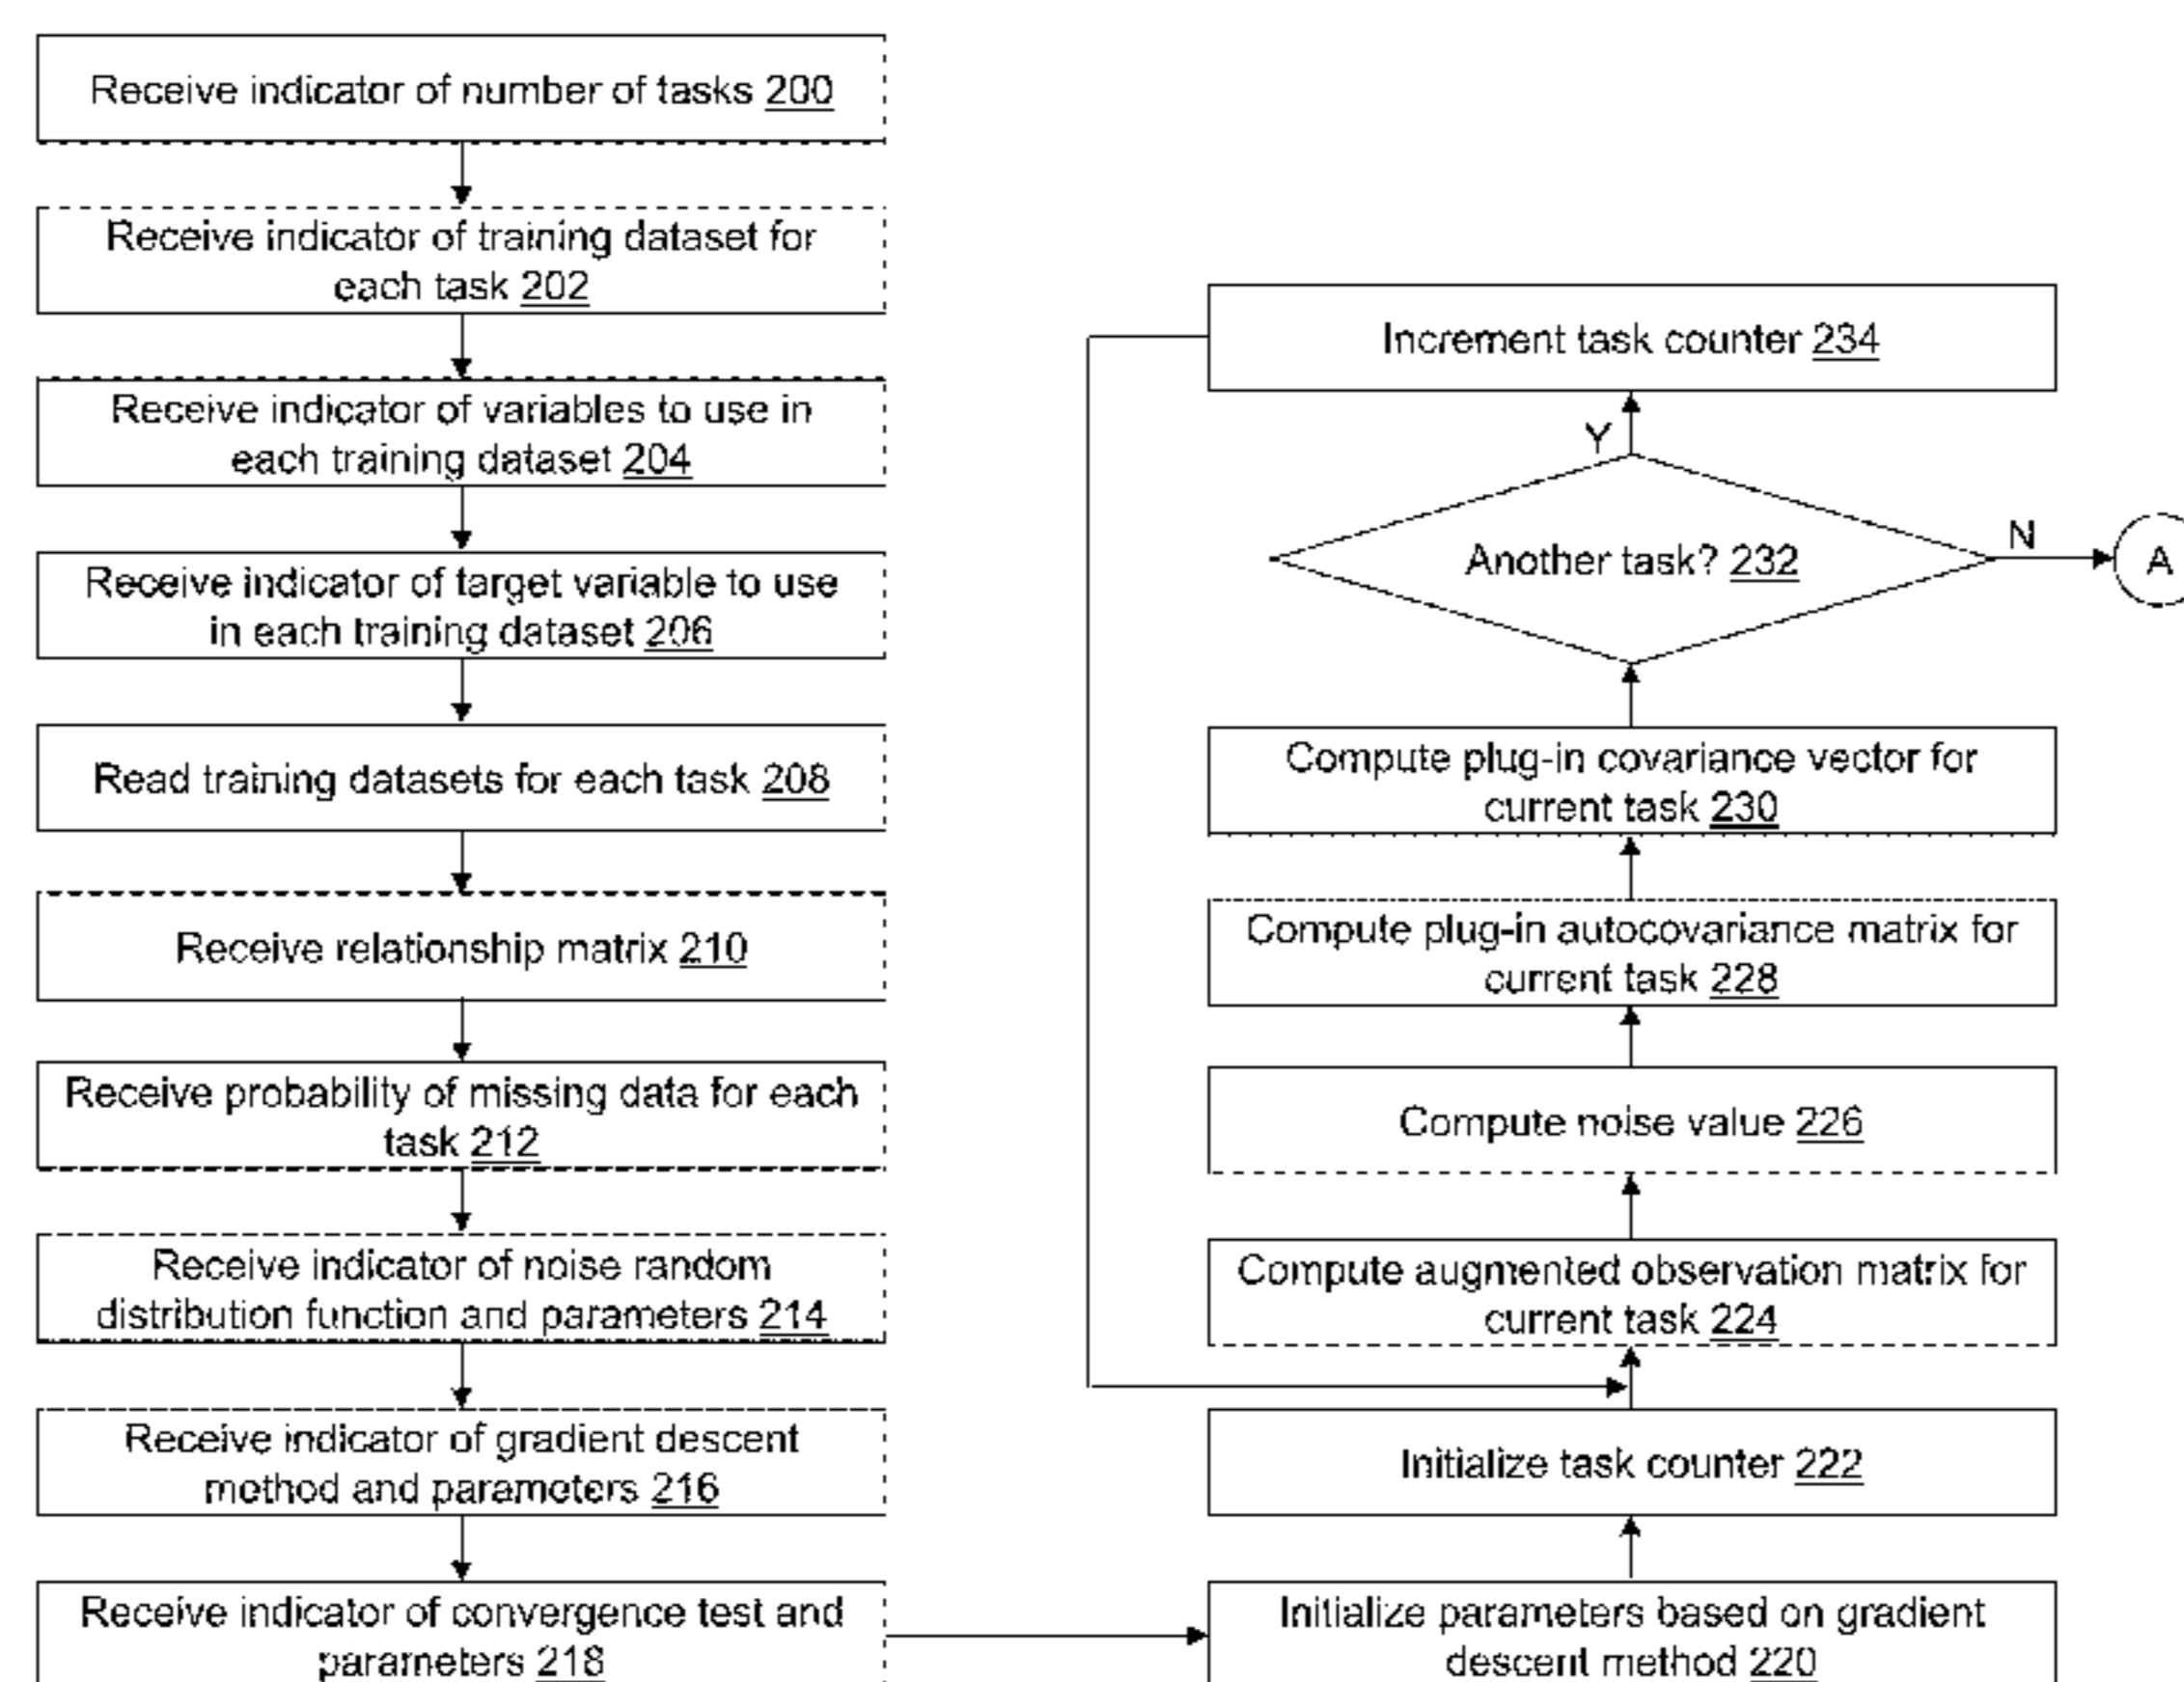 Receive indicator of number of tasks 200
Receive indicator of training dataset for
each task 202
Receive indicator of variables to use in
each training dataset 204
Receive indicator of target variable to use
in each training dataset 206
Read training datasets for each task 208
Receive relationship matrix 210
Receive probability of missing data for each
task 212
Receive indicator of noise random
distribution function and parameters 214
Receive indicator of gradient descent
method and parameters 216
Receive indicator of convergence test and
parameters 218
Increment task counter 234
Y
Another task? 232
N
A
Compute plug-in covariance vector for
current task 230
Compute plug-in autocovariance matrix for
current task 228
Compute noise value 226
Compute augmented observation matrix for
current task 224
Initialize task counter 222
Initialize parameters based on gradient
descent method 220